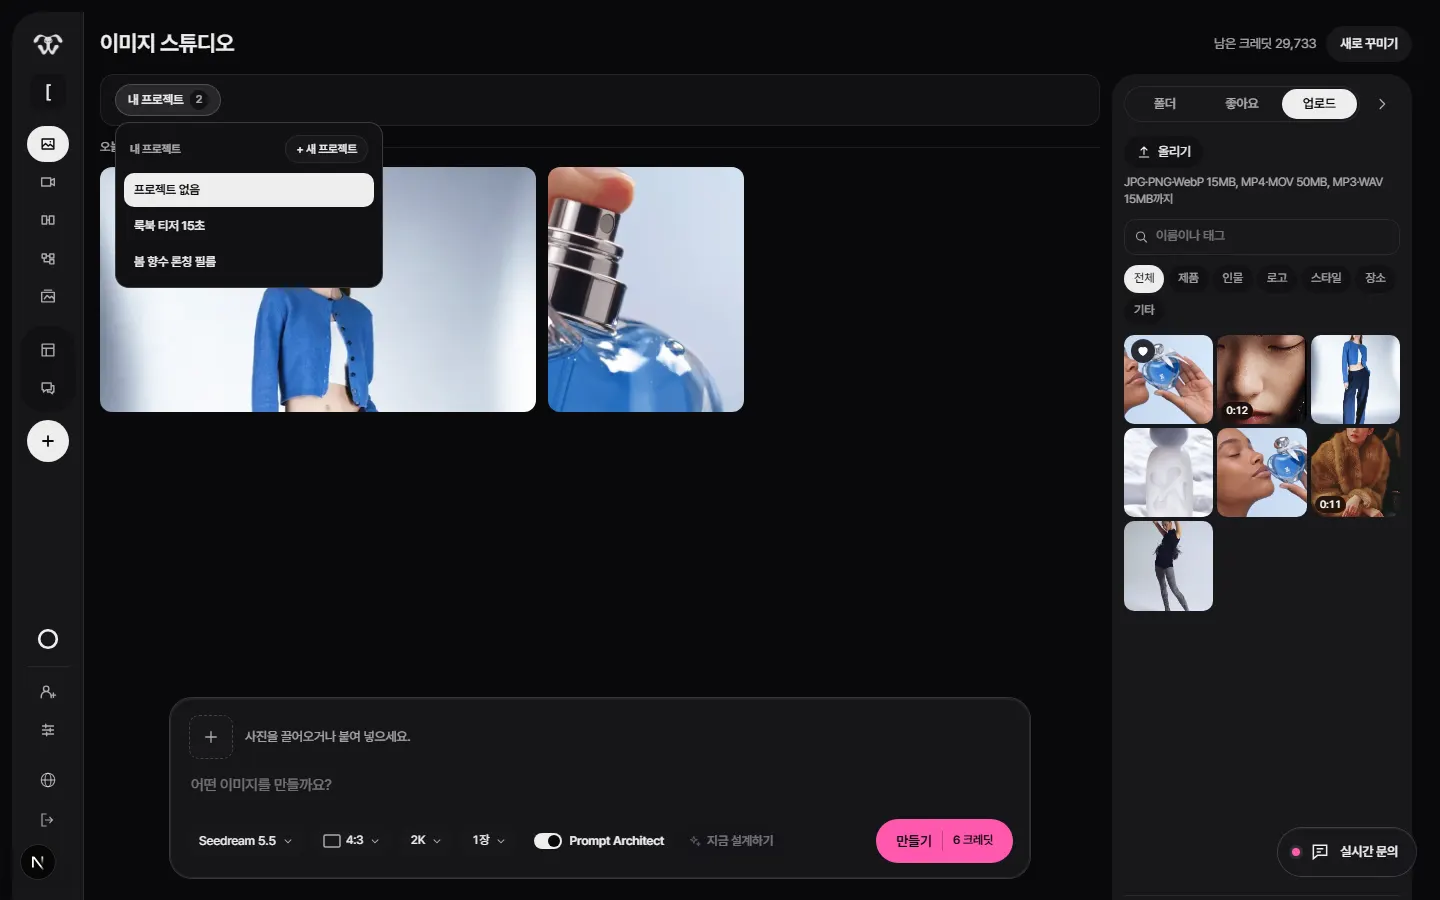 이미지 스튜디오
남은 크레딧 29,733
새로 꾸미기
[
내 프로젝트 2
폴더
좋아요
업로드
내 프로젝트
+ 새 프로젝트
프로젝트 없음
룩북 티저 15초
봄 향수 론칭 필름
올리기
JPG·PNG·WebP 15MB, MP4·MOV 50MB, MP3·WAV
15MB까지
이름이나 태그
전체
제품
인물
로고
스타일
장소
기타
0:12
0:11
사진을 끌어오거나 붙여 넣으세요.
어떤 이미지를 만들까요?
Seedream 5.5
4:3
2K
1장
Prompt Architect
지금 설계하기
만들기
6 크레딧
실시간 문의
N